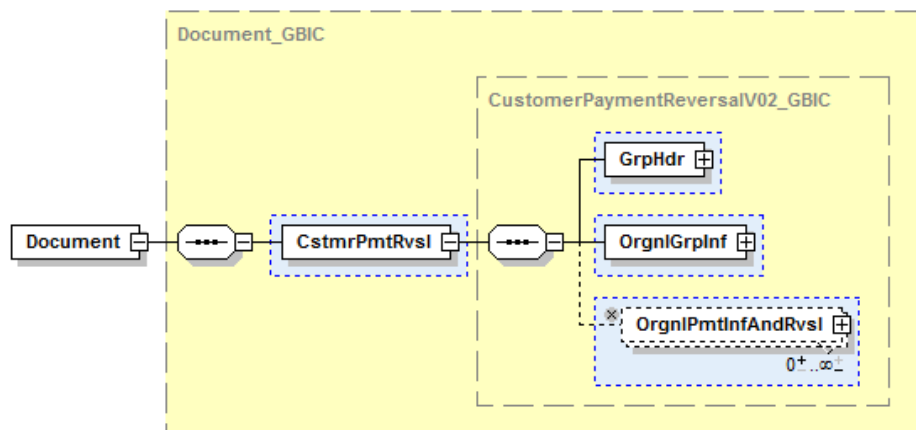 Document_GBIC
CustomerPaymentReversalV02_GBIC
GrpHdr
Document
CstmrPmtRvsl
OrgnlGrpInf
OrgnlPmtInfAndRvsl
0..∞